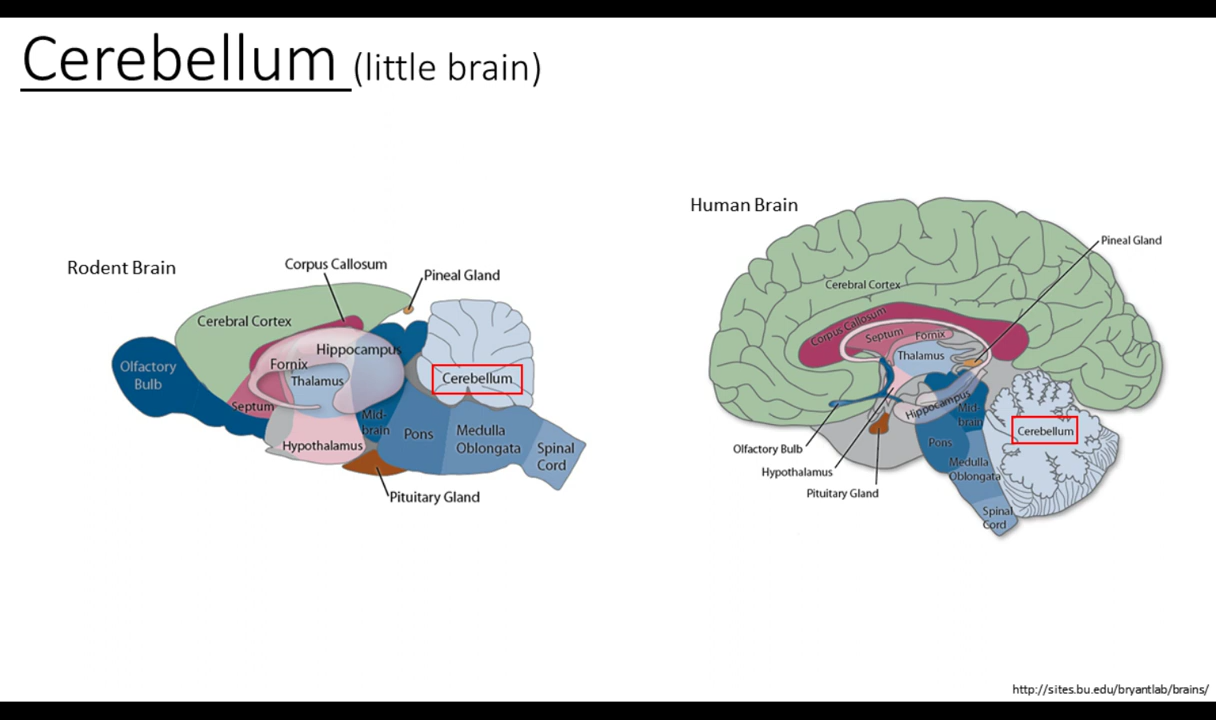 Cerebellum (little brain)
Rodent Brain
Corpus Callosum
Pineal Gland
Cerebral Cortex
Olfactory
Bulb
Hippocampus
Fornix
Thalamus
Cerebellum
Septum
Mid-
brain
Pons
Medulla
Oblongata
Hypothalamus
Spinal
Cord
Pituitary Gland
Human Brain
Pineal Gland
Cerebral Cortex
Corpus Callosum
Septum
Fornix
Thalamus
Hippocampus
Mid-
brain
Cerebellum
Pons
Olfactory Bulb
Medulla
Oblongata
Hypothalamus
Pituitary Gland
Spinal
Cord
http://sites.bu.edu/bryantlab/brains/